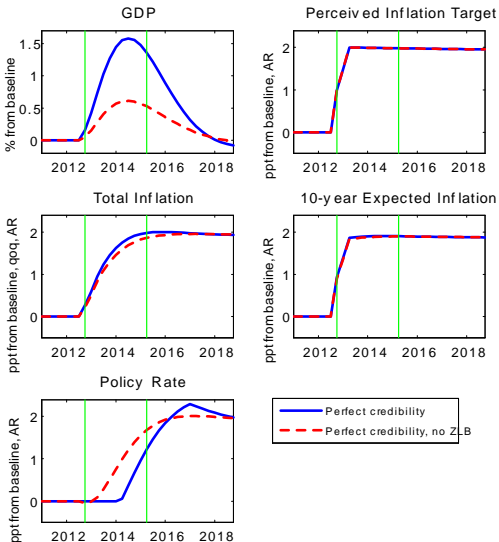 GDP
% from baseline
1.5
1
0.5
0
2012 2014 2016 2018
Perceived Inflation Target
ppt from baseline, AR
2
1
0
2012 2014 2016 2018
Total Inflation
ppt from baseline, qoq, AR
2
1
0
2012 2014 2016 2018
10-year Expected Inflation
ppt from baseline, AR
2
1
0
2012 2014 2016 2018
Policy Rate
ppt from baseline, AR
2
1
0
2012 2014 2016 2018
Perfect credibility
Perfect credibility, no ZLB